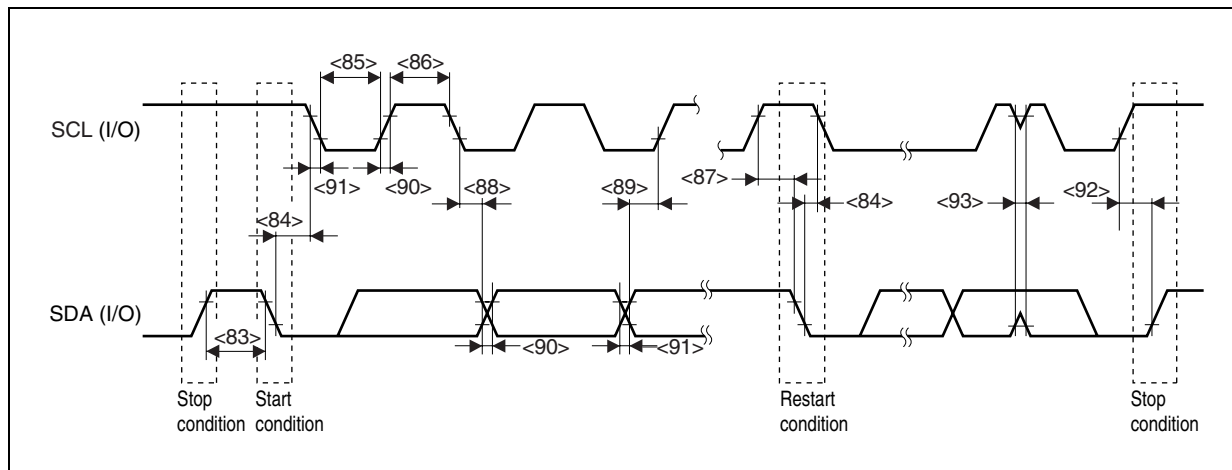 <85> <86>
SCL (I/O)
<91> <90> <88> <89> <87> <84> <93> <92>
<84>
SDA (I/O)
<83> <90> <91>
Stop condition
Start condition
Restart condition
Stop condition